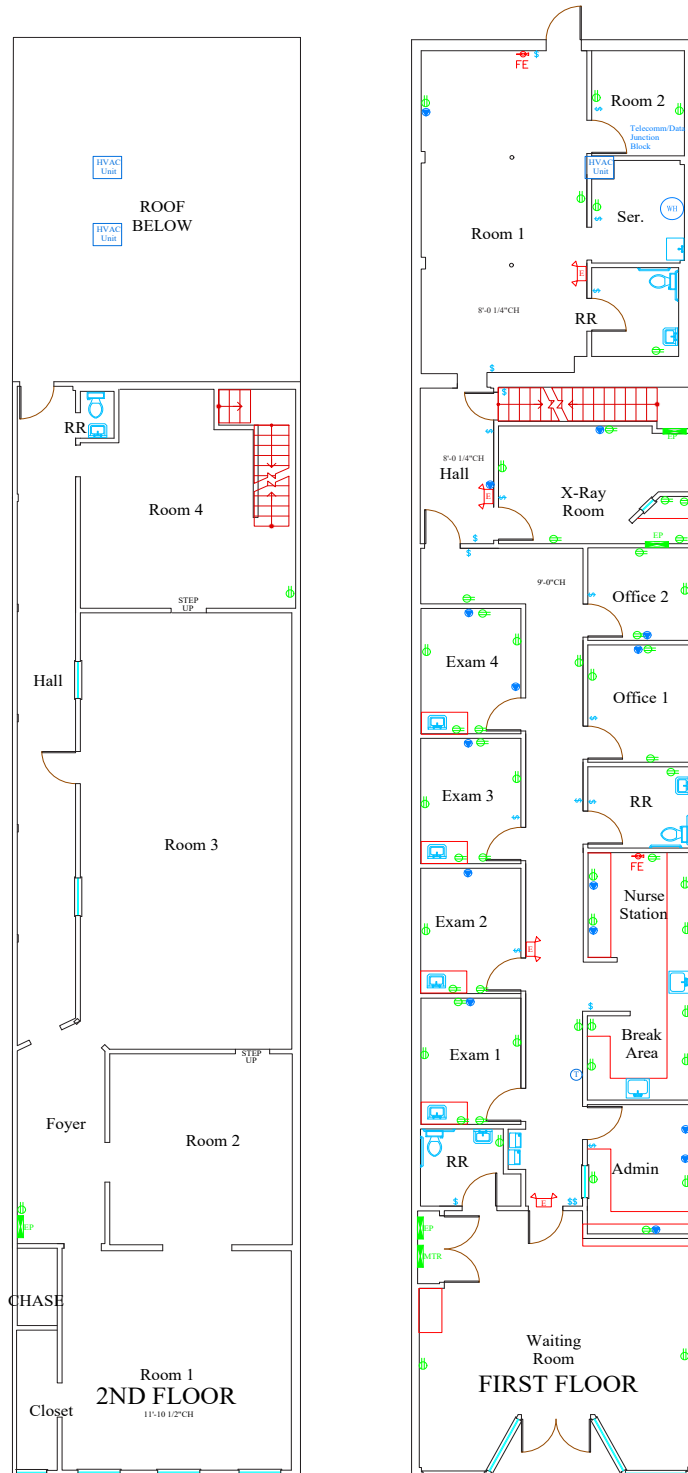 HVAC
Unit
HVAC
Unit
ROOF
BELOW
RR
Room 4
STEP
UP
Hall
Room 3
STEP
UP
Foyer
Room 2
EP
CHASE
Room 1
2ND FLOOR
11'-10 1/2"CH
Closet
FE
$
Room 2
$
Telecomm/Data
Junction
Block
HVAC
Unit
WH
Ser.
$
Room 1
E
$
8'-0 1/4"CH
RR
$
$
$
EP
8'-0 1/4"CH
Hall
E
$
X-Ray
Room
$
$
EP
9'-0"CH
$
Office 2
Exam 4
Office 1
$
Exam 3
$
$
$
RR
FE
Nurse
Station
Exam 2
$
E
$
Break
Area
Exam 1
T
$
Admin
RR
$
E
$$
EP
MTR
Waiting
Room
FIRST FLOOR